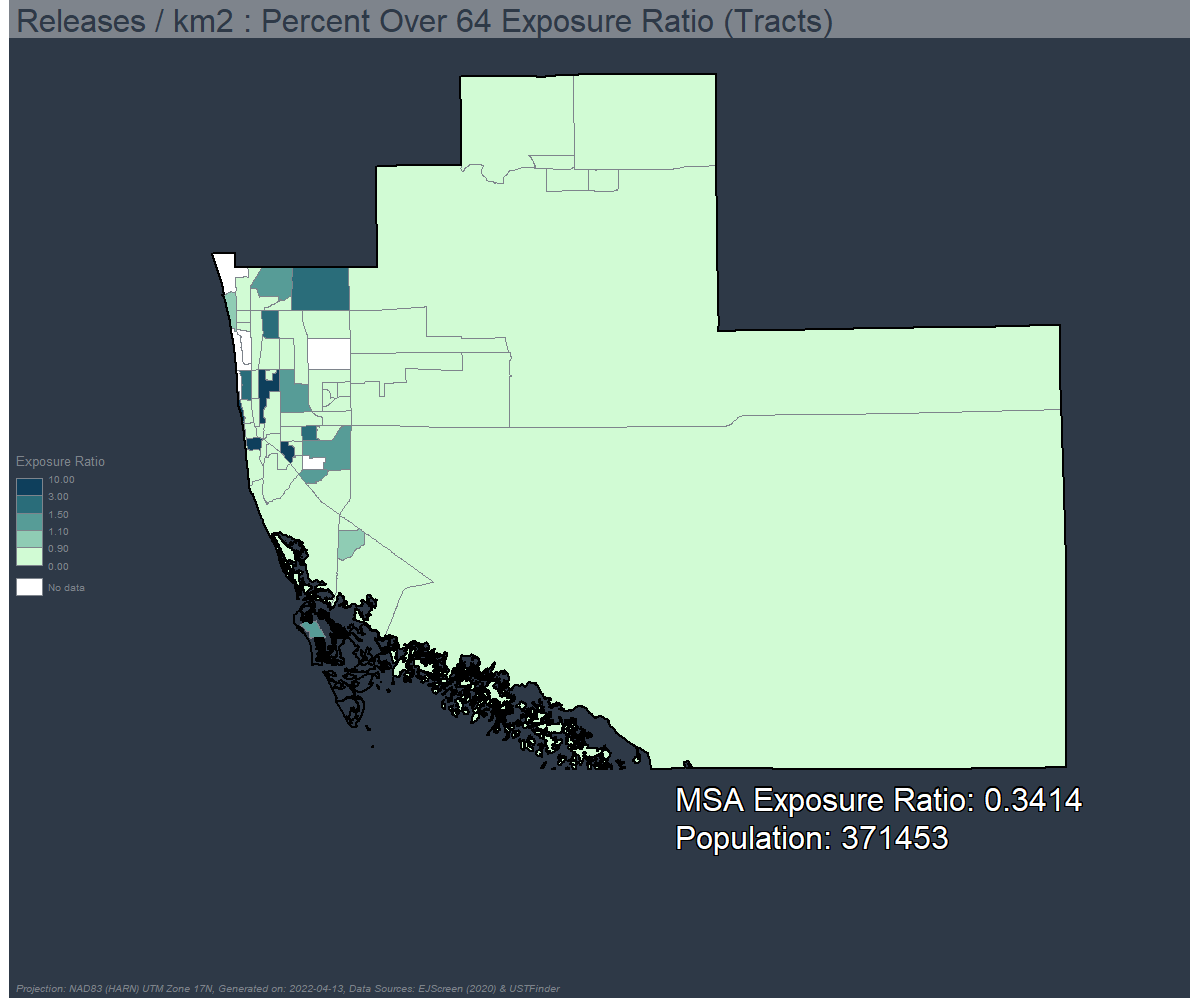 Releases / km2 : Percent Over 64 Exposure Ratio (Tracts)
Exposure Ratio
10.00
3.00
1.50
1.10
0.90
0.00
No data
MSA Exposure Ratio: 0.3414
Population: 371453
Projection: NAD83 (HARN) UTM Zone 17N, Generated on: 2022-04-13, Data Sources: EJScreen (2020) & USTFinder